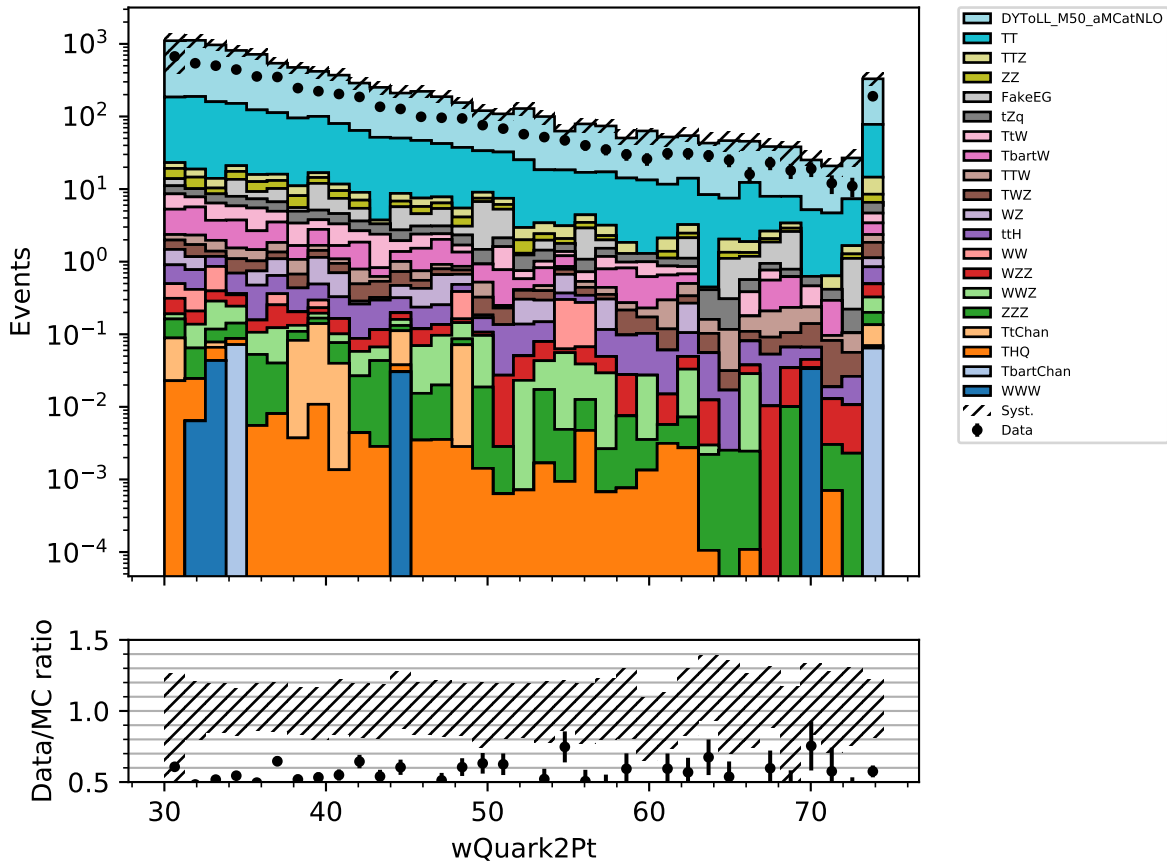 Events
10³
10²
10¹
10⁰
10⁻¹
10⁻²
10⁻³
10⁻⁴
DYToLL_M50_aMCatNLO
TT
TTZ
ZZ
FakeEG
tZq
TtW
TbartW
TTW
TWZ
WZ
ttH
WW
WZZ
WWZ
ZZZ
TtChan
THQ
TbartChan
WWW
Syst.
Data
Data/MC ratio
1.5
1.0
0.5
30 40 50 60 70
wQuark2Pt